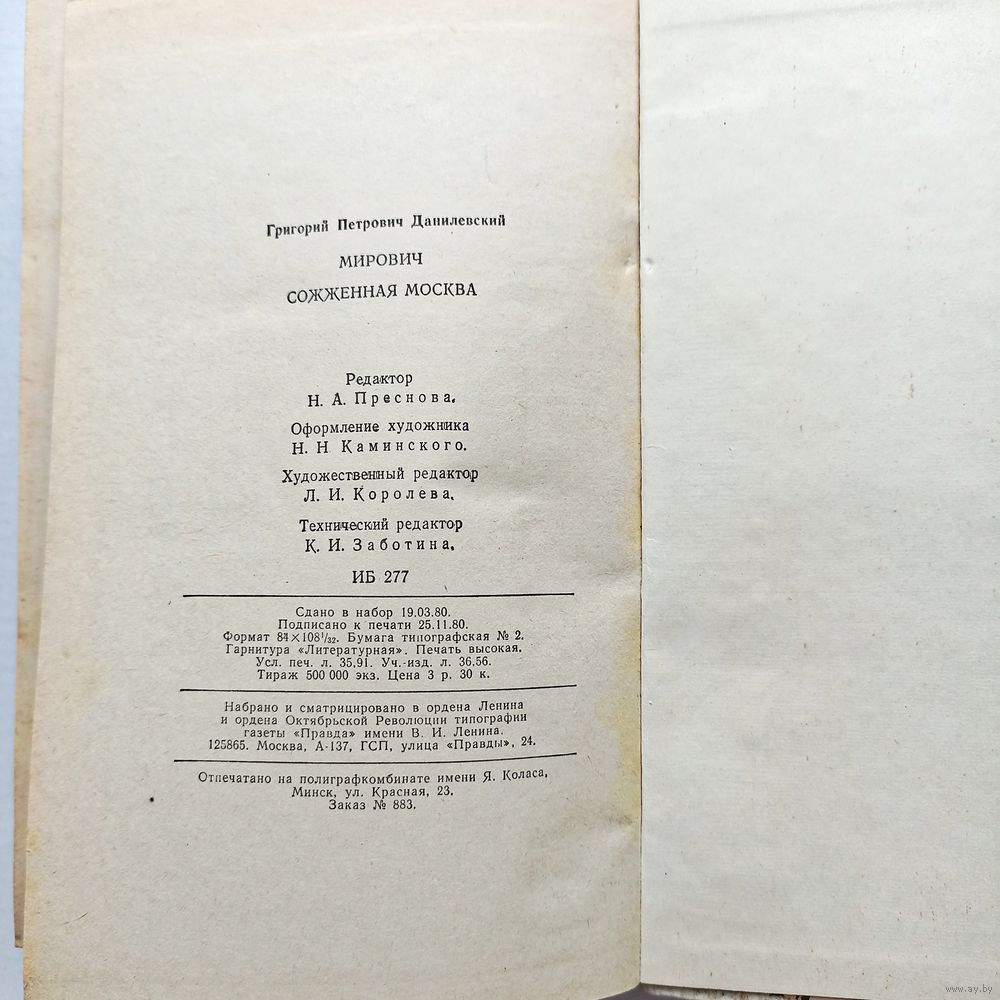 Григорий Петрович Данилевский
МИРОВИЧ
СОЖЖЕННАЯ МОСКВА
Редактор
Н. А. Преснова.
Оформление художника
Н. Н Каминского.
Художественный редактор
Л. И. Королева.
Технический редактор
К. И. Заботина.
ИБ 277
Сдано в набор 19.03.80.
Подписано к печати 25.11.80.
Формат 84×108¹/₃₂. Бумага типографская № 2.
Гарнитура «Литературная». Печать высокая.
Усл. печ. л. 35,91. Уч.-изд. л. 36,56.
Тираж 500 000 экз. Цена 3 р. 30 к.
Набрано и сматрицировано в ордена Ленина
и ордена Октябрьской Революции типографии
газеты «Правда» имени В. И. Ленина.
125865. Москва, А-137, ГСП, улица «Правды», 24.
Отпечатано на полиграфкомбинате имени Я. Коласа,
Минск, ул. Красная, 23.
Заказ № 883.
www.ay.by